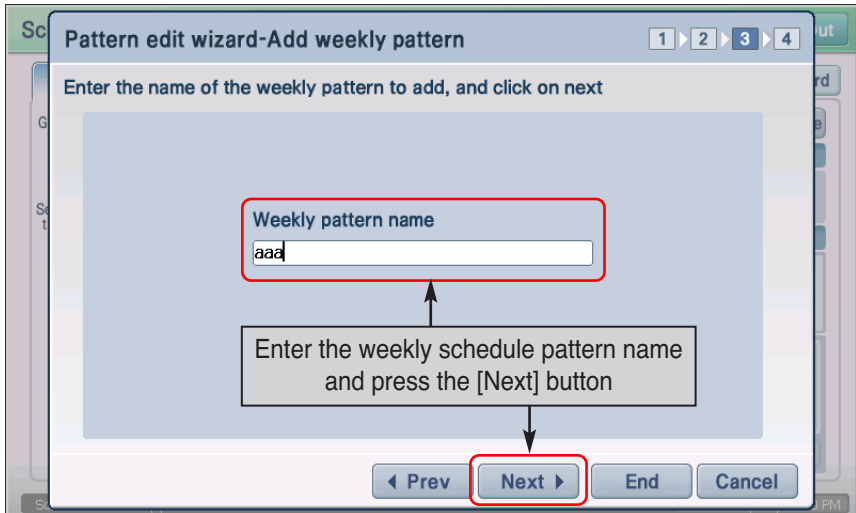 Pattern edit wizard-Add weekly pattern
1 2 3 4
Enter the name of the weekly pattern to add, and click on next
Weekly pattern name
aaa
Enter the weekly schedule pattern name
and press the [Next] button
Prev Next End Cancel